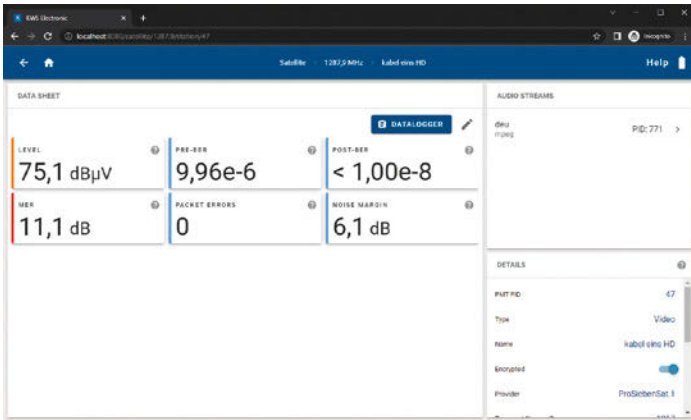 KWS Electronic
Incognito
Satellite 1287,9 MHz kabel eins HD
Help
DATA SHEET
DATALOGGER
LEVEL
75,1 dBµV
PRE-BER
9,96e-6
POST-BER
< 1,00e-8
MER
11,1 dB
PACKET ERRORS
0
NOISE MARGIN
6,1 dB
AUDIO STREAMS
deu
mpeg
PID: 771
DETAILS
PMT PID 47
Type Video
Name kabel eins HD
Encrypted
Provider ProSiebenSat.1